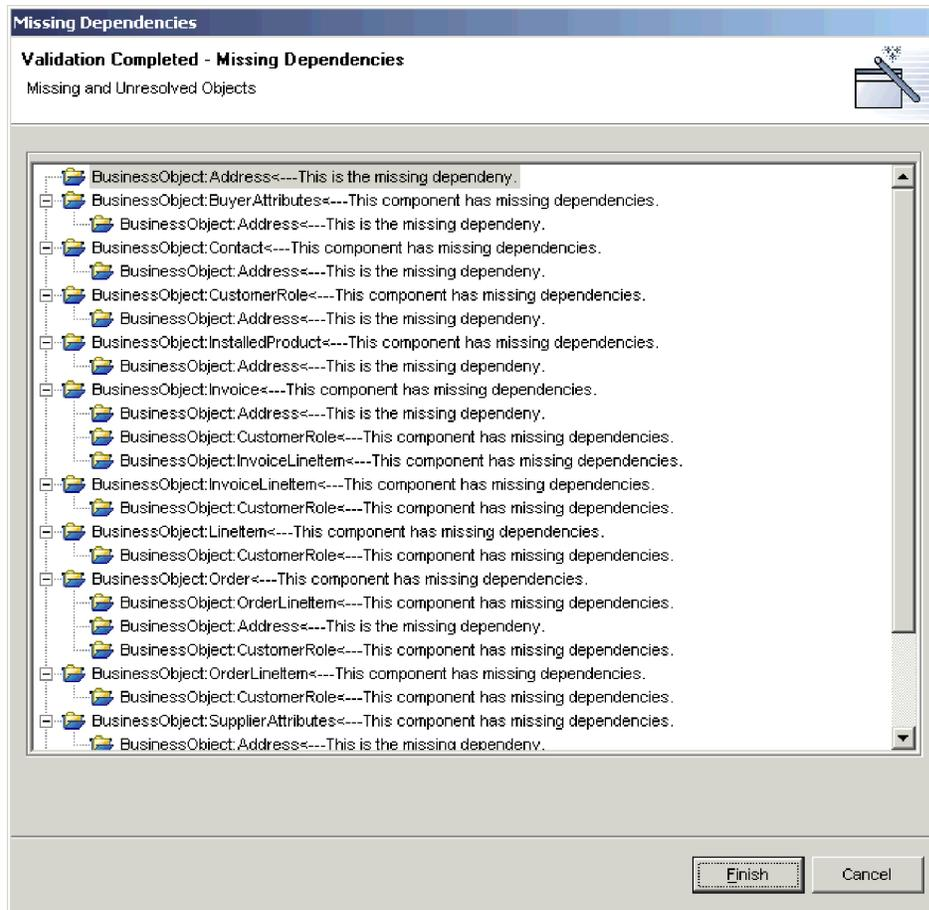 Missing Dependencies
Validation Completed - Missing Dependencies
Missing and Unresolved Objects
BusinessObject:Address<---This is the missing dependeny.
BusinessObject:BuyerAttributes<---This component has missing dependencies.
BusinessObject:Address<---This is the missing dependeny.
BusinessObject:Contact<---This component has missing dependencies.
BusinessObject:Address<---This is the missing dependeny.
BusinessObject:CustomerRole<---This component has missing dependencies.
BusinessObject:Address<---This is the missing dependeny.
BusinessObject:InstalledProduct<---This component has missing dependencies.
BusinessObject:Address<---This is the missing dependeny.
BusinessObject:Invoice<---This component has missing dependencies.
BusinessObject:Address<---This is the missing dependeny.
BusinessObject:CustomerRole<---This component has missing dependencies.
BusinessObject:InvoiceLineItem<---This component has missing dependencies.
BusinessObject:InvoiceLineItem<---This component has missing dependencies.
BusinessObject:CustomerRole<---This component has missing dependencies.
BusinessObject:LineItem<---This component has missing dependencies.
BusinessObject:CustomerRole<---This component has missing dependencies.
BusinessObject:Order<---This component has missing dependencies.
BusinessObject:OrderLineItem<---This component has missing dependencies.
BusinessObject:Address<---This is the missing dependeny.
BusinessObject:CustomerRole<---This component has missing dependencies.
BusinessObject:OrderLineItem<---This component has missing dependencies.
BusinessObject:CustomerRole<---This component has missing dependencies.
BusinessObject:SupplierAttributes<---This component has missing dependencies.
BusinessObject:Address<---This is the missing dependeny.
Finish
Cancel